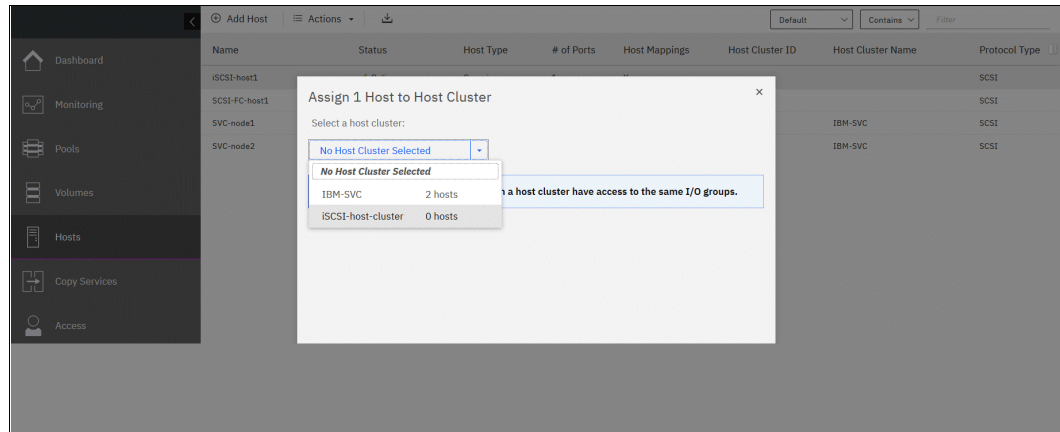 Add Host Actions Default Contains Filter
Name Status Host Type # of Ports Host Mappings Host Cluster ID Host Cluster Name Protocol Type
Dashboard
iSCSI-host1 SCSI
Assign 1 Host to Host Cluster
SCSI-FC-host1 SCSI
Monitoring
SVC-node1 IBM-SVC SCSI
Select a host cluster:
SVC-node2 IBM-SVC SCSI
Pools
No Host Cluster Selected
No Host Cluster Selected
Volumes
IBM-SVC 2 hosts
n a host cluster have access to the same I/O groups.
iSCSI-host-cluster 0 hosts
Hosts
Copy Services
Access